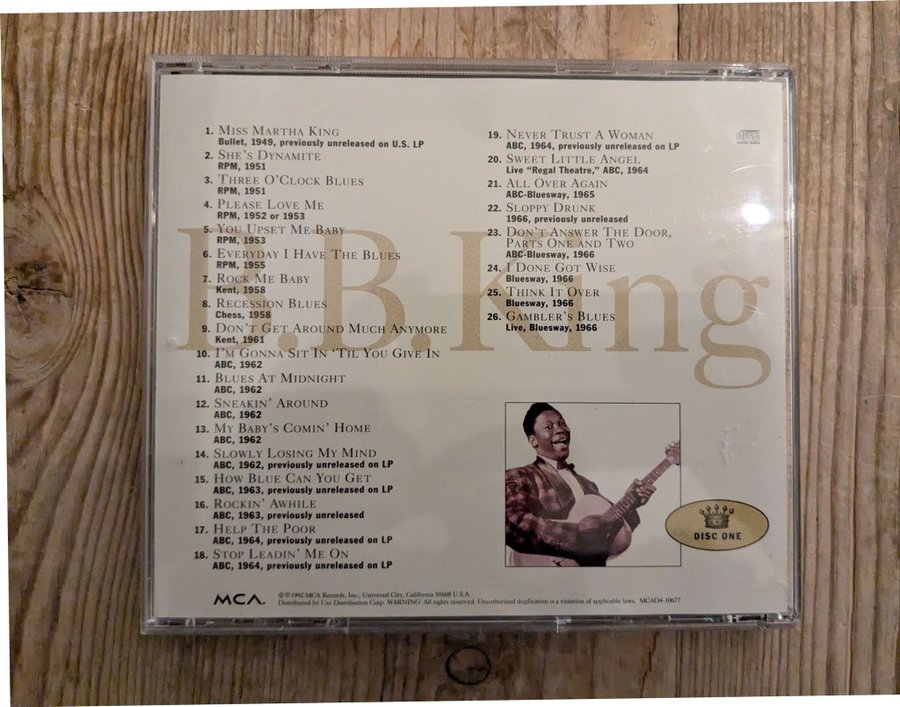 B.B. King
1. MISS MARTHA KING
Bullet, 1949, previously unreleased on U.S. LP
2. SHE'S DYNAMITE
RPM, 1951
3. THREE O'CLOCK BLUES
RPM, 1951
4. PLEASE LOVE ME
RPM, 1952 or 1953
5. YOU UPSET ME BABY
RPM, 1953
6. EVERYDAY I HAVE THE BLUES
RPM, 1955
7. ROCK ME BABY
Kent, 1958
8. RECESSION BLUES
Chess, 1958
9. DON'T GET AROUND MUCH ANYMORE
Kent, 1961
10. I'M GONNA SIT IN 'TIL YOU GIVE IN
ABC, 1962
11. BLUES AT MIDNIGHT
ABC, 1962
12. SNEAKIN' AROUND
ABC, 1962
13. MY BABY'S COMIN' HOME
ABC, 1962
14. SLOWLY LOSING MY MIND
ABC, 1962, previously unreleased on LP
15. HOW BLUE CAN YOU GET
ABC, 1963, previously unreleased on LP
16. ROCKIN' AWHILE
ABC, 1963, previously unreleased
17. HELP THE POOR
ABC, 1964, previously unreleased on LP
18. STOP LEADIN' ME ON
ABC, 1964, previously unreleased on LP
19. NEVER TRUST A WOMAN
ABC, 1964, previously unreleased on LP
20. SWEET LITTLE ANGEL
Live "Regal Theatre," ABC, 1964
21. ALL OVER AGAIN
ABC-Bluesway, 1965
22. SLOPPY DRUNK
1966, previously unreleased
23. DON'T ANSWER THE DOOR,
PARTS ONE AND TWO
ABC-Bluesway, 1966
24. I DONE GOT WISE
Bluesway, 1966
25. THINK IT OVER
Bluesway, 1966
26. GAMBLER'S BLUES
Live, Bluesway, 1966
DISC ONE
MCA.
©℗1992 MCA Records, Inc., Universal City, California 91608 U.S.A.
Distributed by Uni Distribution Corp. WARNING: All rights reserved. Unauthorized duplication is a violation of applicable laws. MCAD4-10677